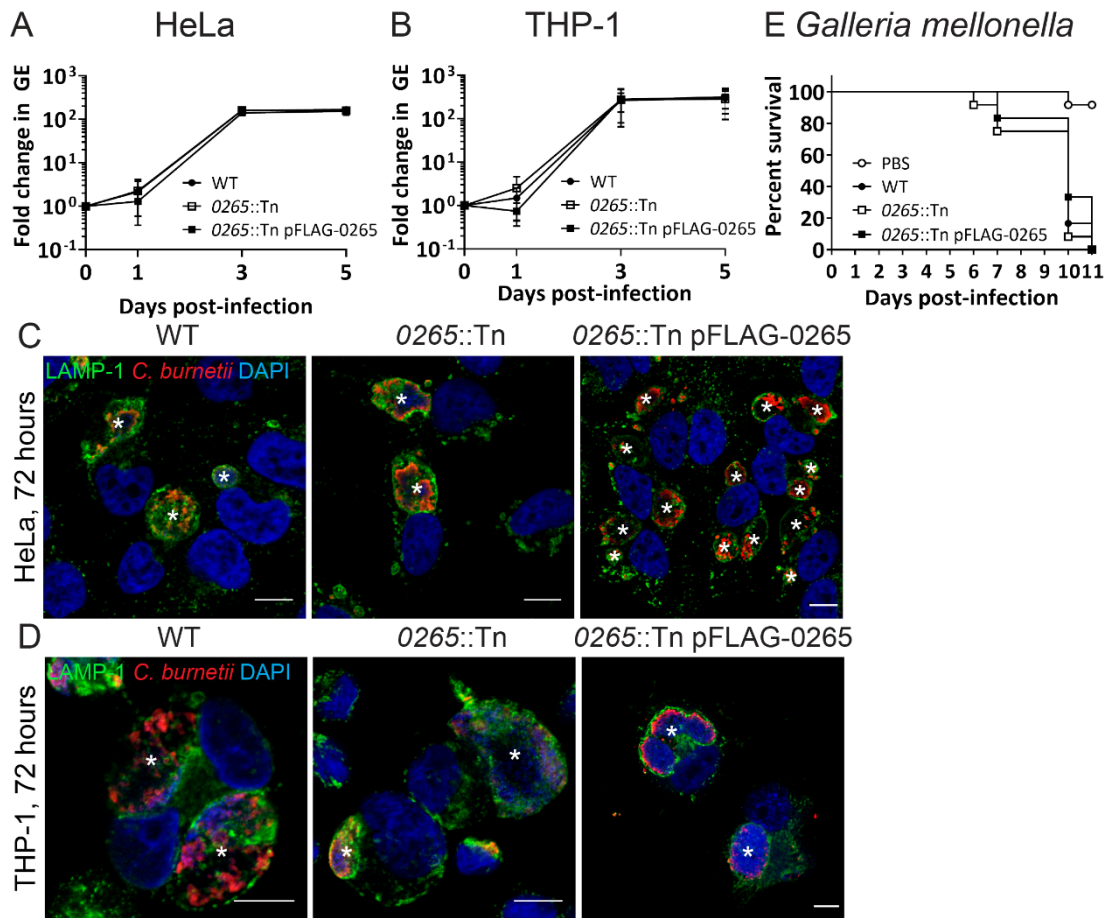 A HeLa
Fold change in GE
10³
10²
10¹
10⁰
10⁻¹
WT
0265::Tn
0265::Tn pFLAG-0265
0 1 3 5
Days post-infection
B THP-1
Fold change in GE
10³
10²
10¹
10⁰
10⁻¹
WT
0265::Tn
0265::Tn pFLAG-0265
0 1 3 5
Days post-infection
E Galleria mellonella
Percent survival
100
80
60
40
20
0
PBS
WT
0265::Tn
0265::Tn pFLAG-0265
0 1 2 3 4 5 6 7 8 9 10 11
Days post-infection
C WT 0265::Tn 0265::Tn pFLAG-0265
LAMP-1 C. burnetii DAPI
HeLa, 72 hours
* * *
* *
* * * * * * * * * * * * *
D WT 0265::Tn 0265::Tn pFLAG-0265
LAMP-1 C. burnetii DAPI
THP-1, 72 hours
* *
* *
* *